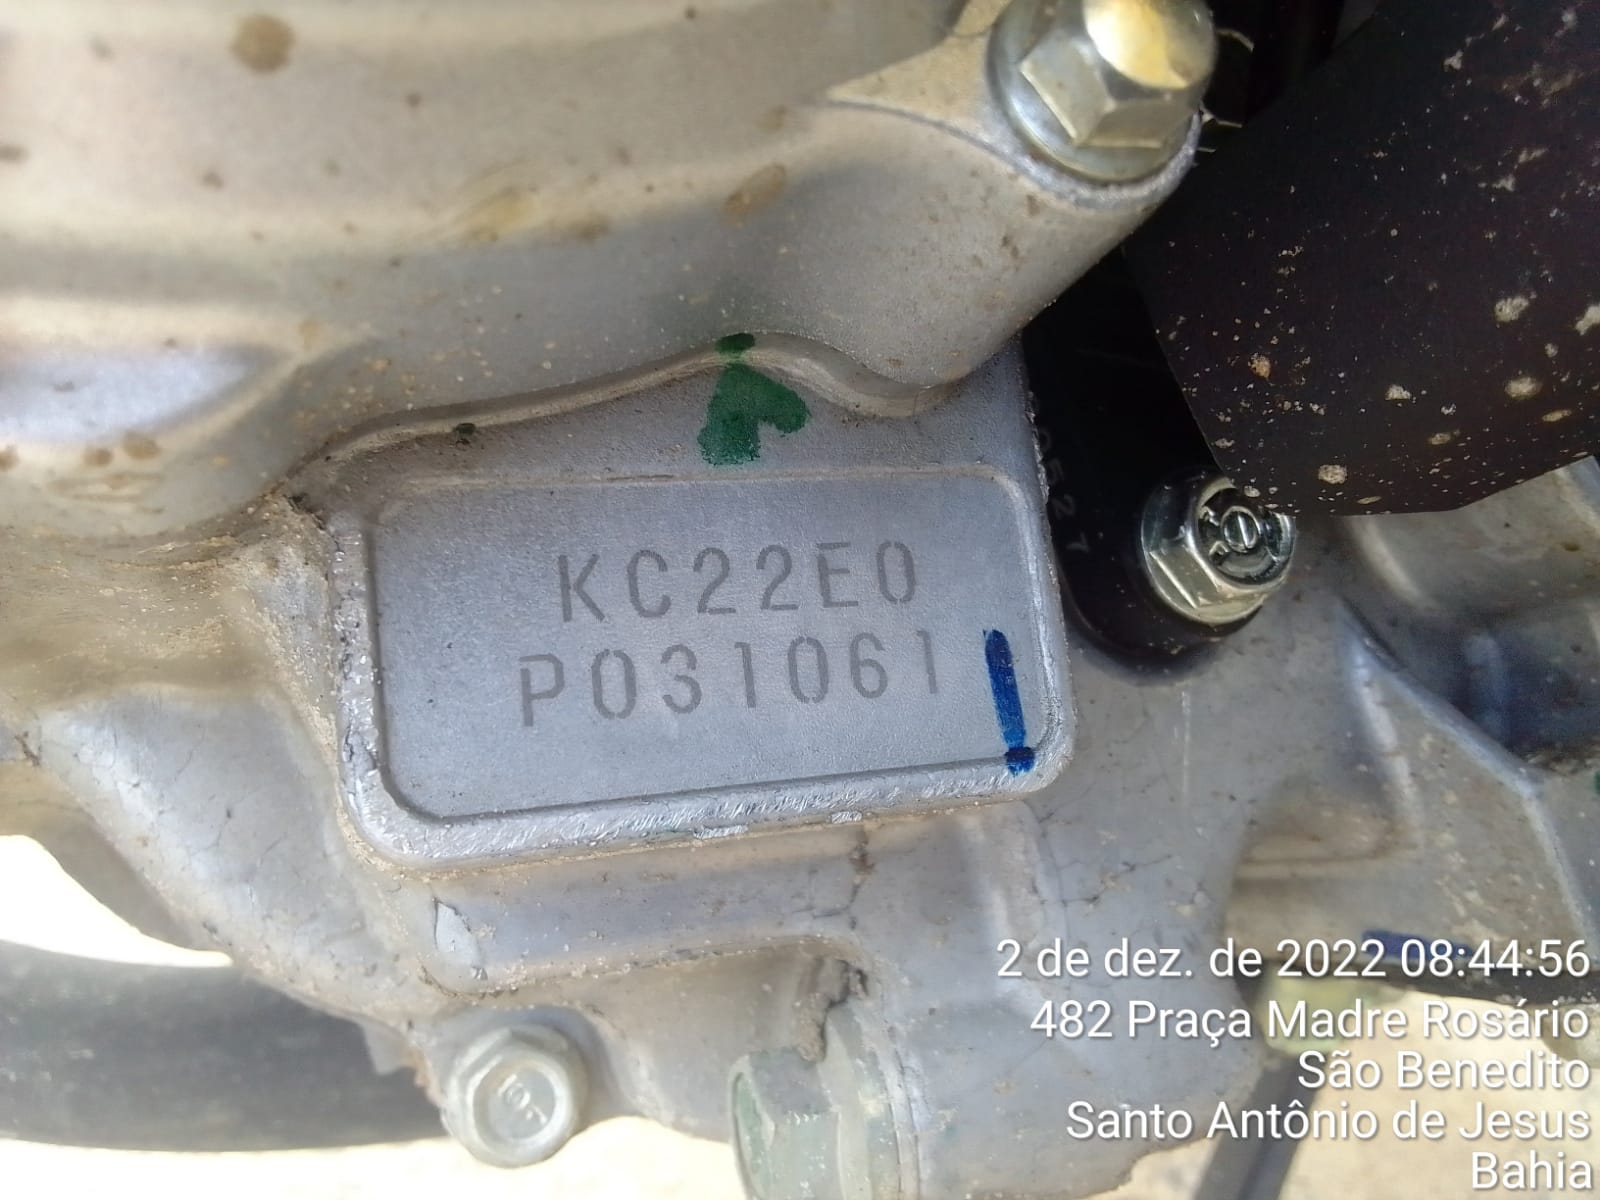 KC22E0
P031061
2 de dez. de 2022 08:44:56
482 Praça Madre Rosário
São Benedito
Santo Antônio de Jesus
Bahia